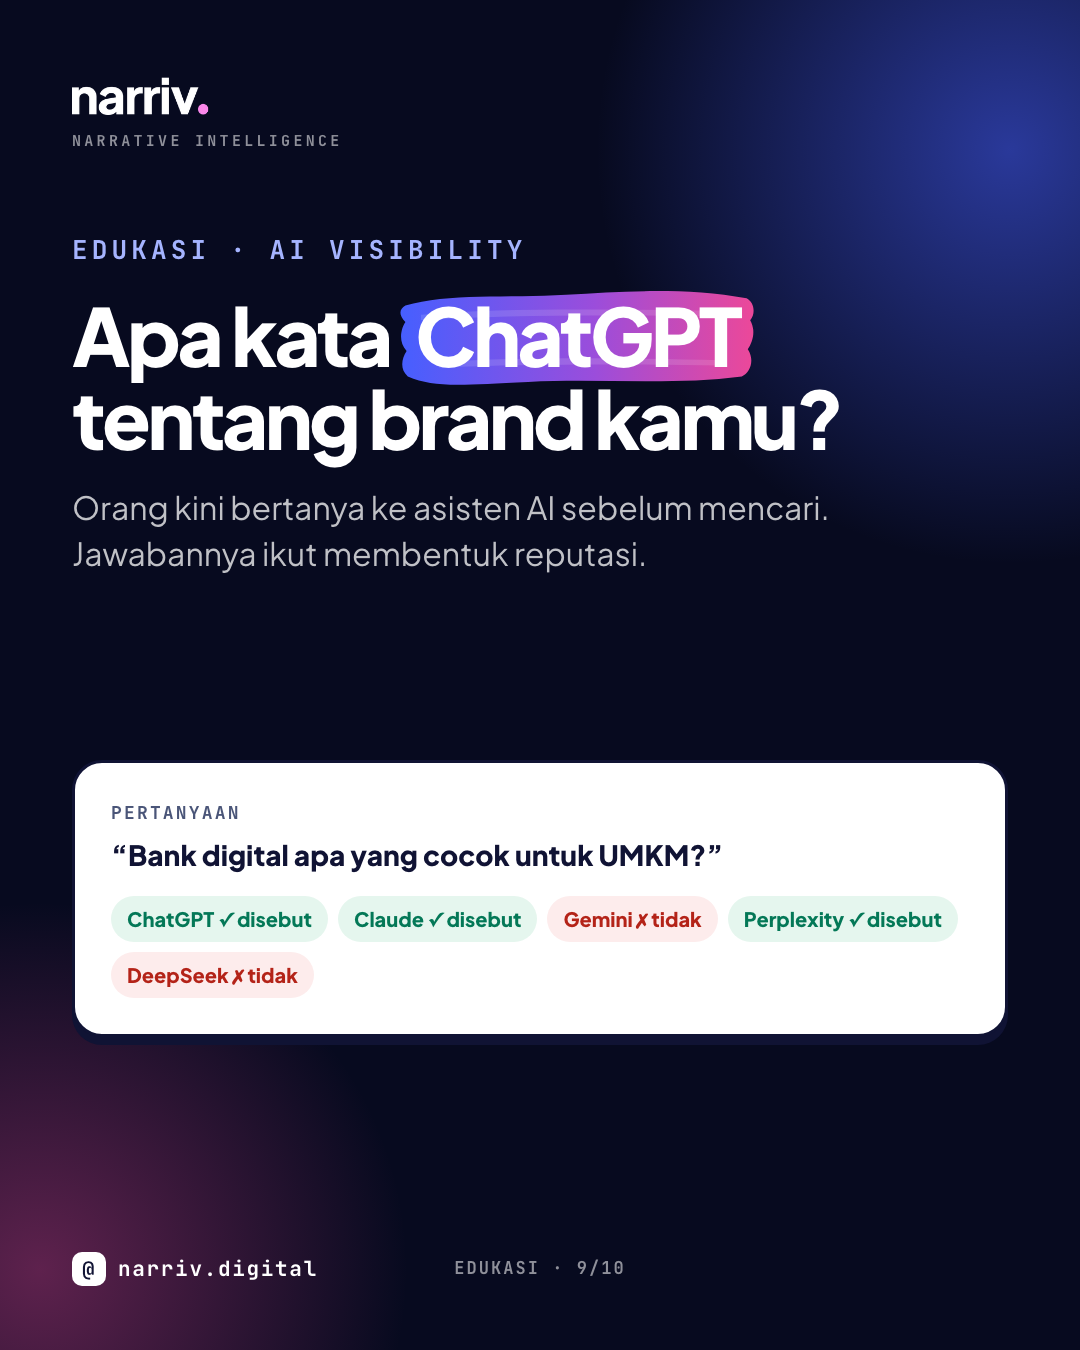 narriv.
NARRATIVE INTELLIGENCE
EDUKASI · AI VISIBILITY
Apa kata ChatGPT
tentang brand kamu?
Orang kini bertanya ke asisten AI sebelum mencari.
Jawabannya ikut membentuk reputasi.
PERTANYAAN
“Bank digital apa yang cocok untuk UMKM?”
ChatGPT ✓ disebut Claude ✓ disebut Gemini ✗ tidak Perplexity ✓ disebut
DeepSeek ✗ tidak
@ narriv.digital EDUKASI · 9/10